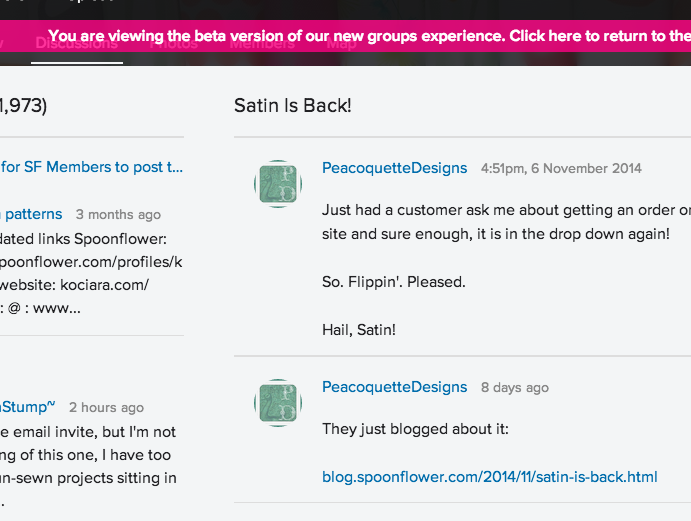 You are viewing the beta version of our new groups experience. Click here to return to the
Discussions Photos Members Map
1,973)
for SF Members to post t...
patterns 3 months ago
dated links Spoonflower:
poonflower.com/profiles/k
website: kociara.com/
: @ : www...
Stump~ 2 hours ago
e email invite, but I'm not
ng of this one, I have too
un-sewn projects sitting in
.
Satin Is Back!
PeacoquetteDesigns 4:51pm, 6 November 2014
Just had a customer ask me about getting an order on
site and sure enough, it is in the drop down again!
So. Flippin'. Pleased.
Hail, Satin!
PeacoquetteDesigns 8 days ago
They just blogged about it:
blog.spoonflower.com/2014/11/satin-is-back.html